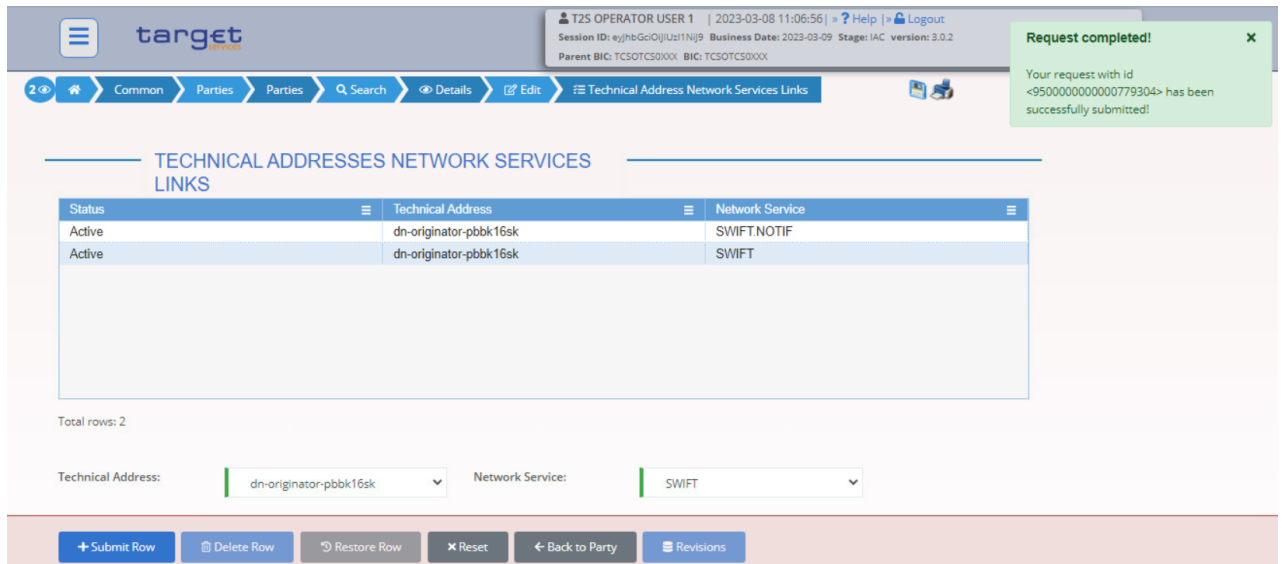 target
services
T2S OPERATOR USER 1 | 2023-03-08 11:06:56| » ? Help |» Logout
Session ID: eyJhbGciOiJIUzI1NiJ9 Business Date: 2023-03-09 Stage: IAC version: 3.0.2
Parent BIC: TCSOTCS0XXX BIC: TCSOTCS0XXX
Request completed! ×
Your request with id
<9500000000000779304> has been
successfully submitted!
2 Common Parties Parties Search Details Edit Technical Address Network Services Links
TECHNICAL ADDRESSES NETWORK SERVICES
LINKS
Status Technical Address Network Service
Active dn-originator-pbbk16sk SWIFT.NOTIF
Active dn-originator-pbbk16sk SWIFT
Total rows: 2
Technical Address: dn-originator-pbbk16sk Network Service: SWIFT
+ Submit Row Delete Row Restore Row × Reset ← Back to Party Revisions